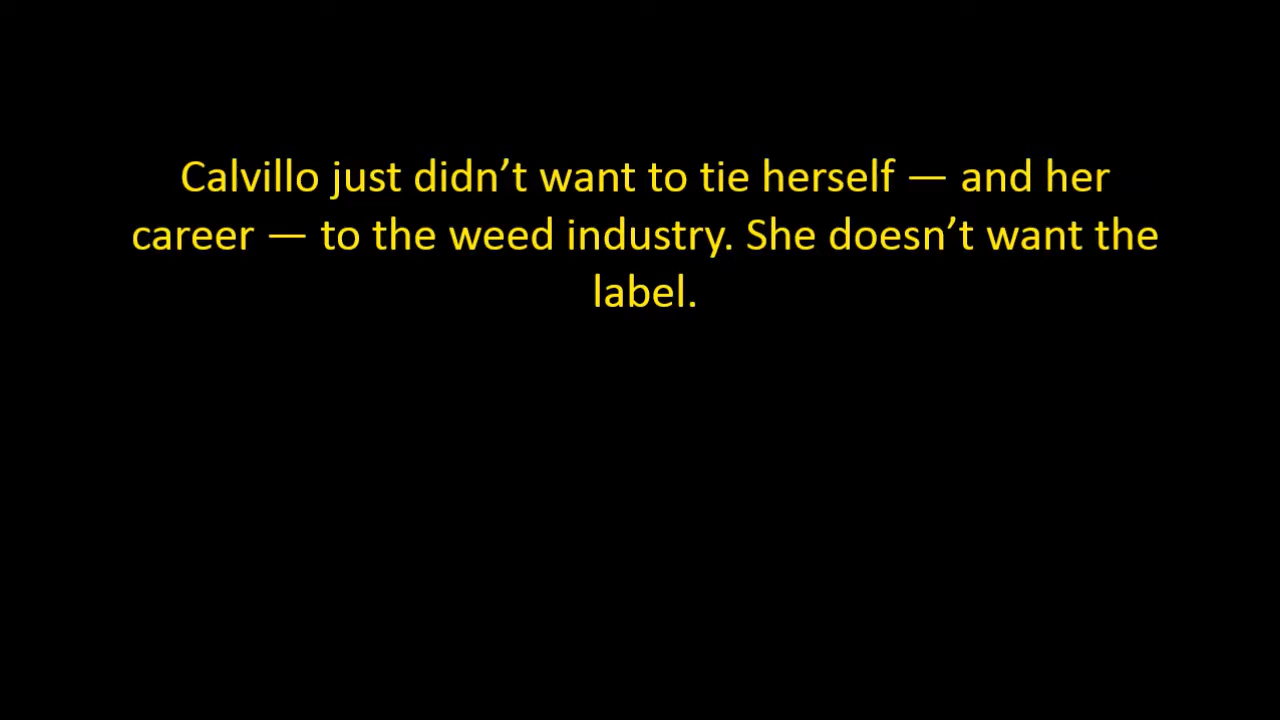 Calvillo just didn’t want to tie herself — and her
career — to the weed industry. She doesn’t want the
label.